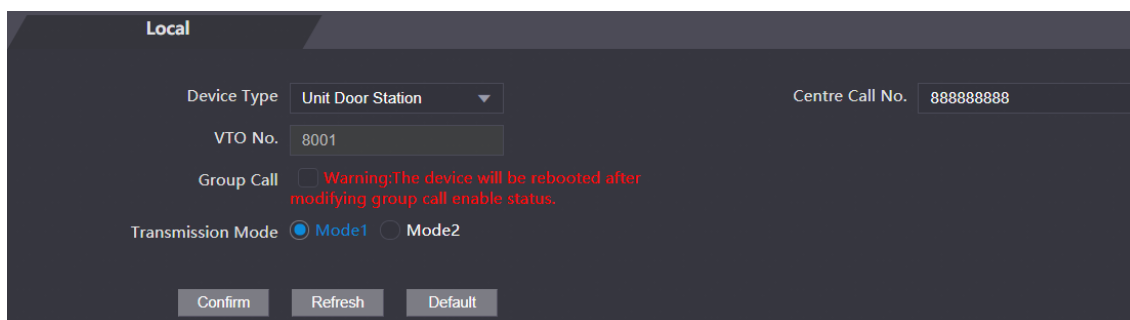 Local
Device Type Unit Door Station Centre Call No. 888888888
VTO No. 8001
Group Call Warning:The device will be rebooted after
modifying group call enable status.
Transmission Mode Mode1 Mode2
Confirm Refresh Default